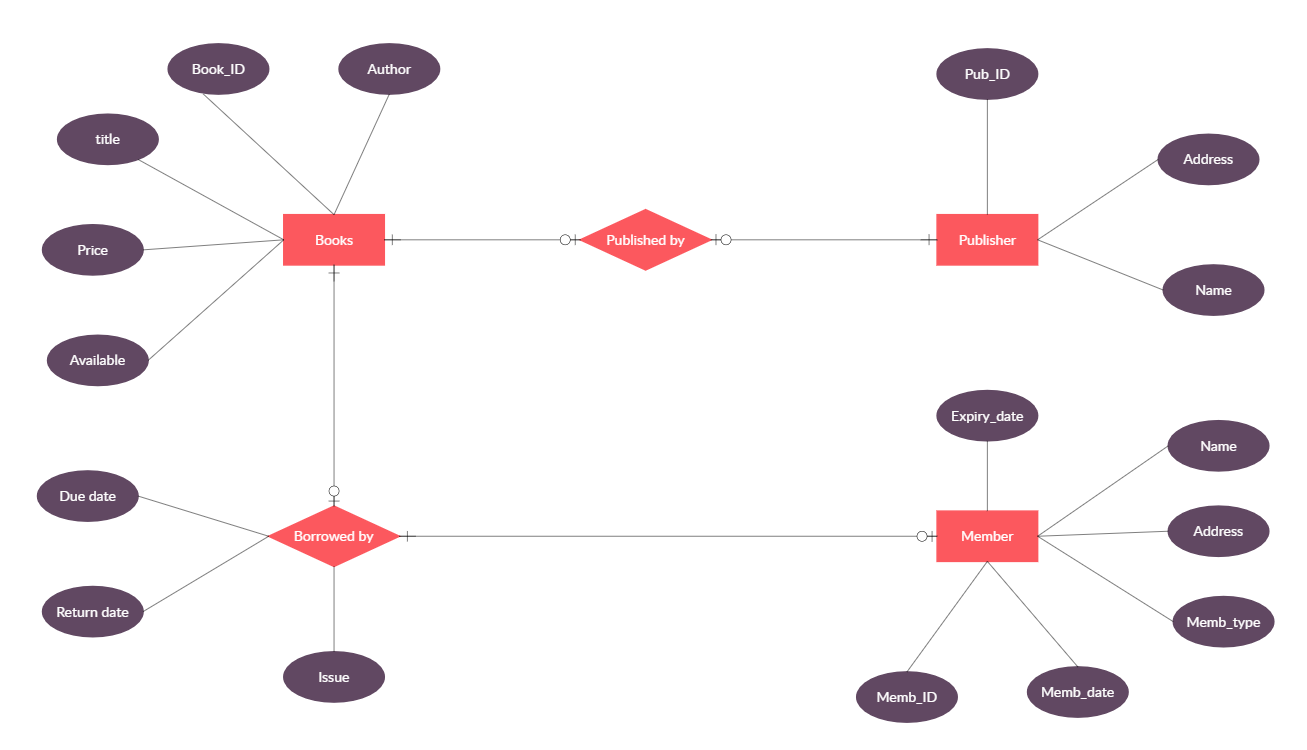 Book_ID
Author
Pub_ID
title
Address
Price
Books
Published by
Publisher
Name
Available
Expiry_date
Name
Due date
Borrowed by
Member
Address
Return date
Memb_type
Issue
Memb_ID
Memb_date